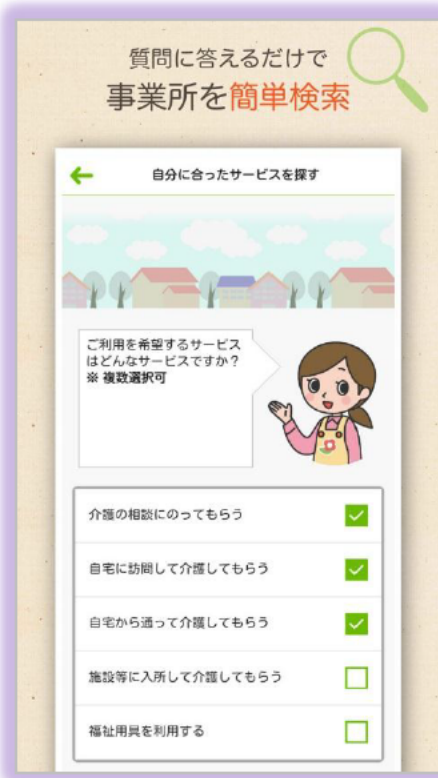 質問に答えるだけで
事業所を簡単検索
自分に合ったサービスを探す
ご利用を希望するサービス
はどんなサービスですか？
※ 複数選択可
介護の相談にのってもらう
自宅に訪問して介護してもらう
自宅から通って介護してもらう
施設等に入所して介護してもらう
福祉用具を利用する